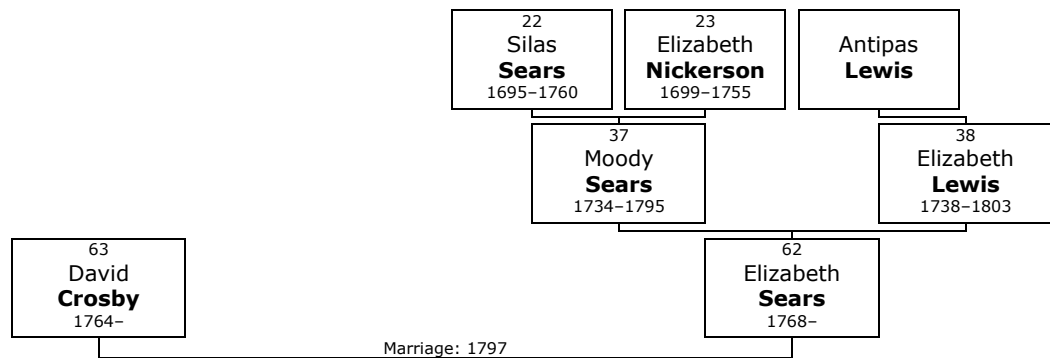 22
Silas
Sears
1695–1760
23
Elizabeth
Nickerson
1699–1755
Antipas
Lewis
37
Moody
Sears
1734–1795
38
Elizabeth
Lewis
1738–1803
63
David
Crosby
1764–
62
Elizabeth
Sears
1768–
Marriage: 1797